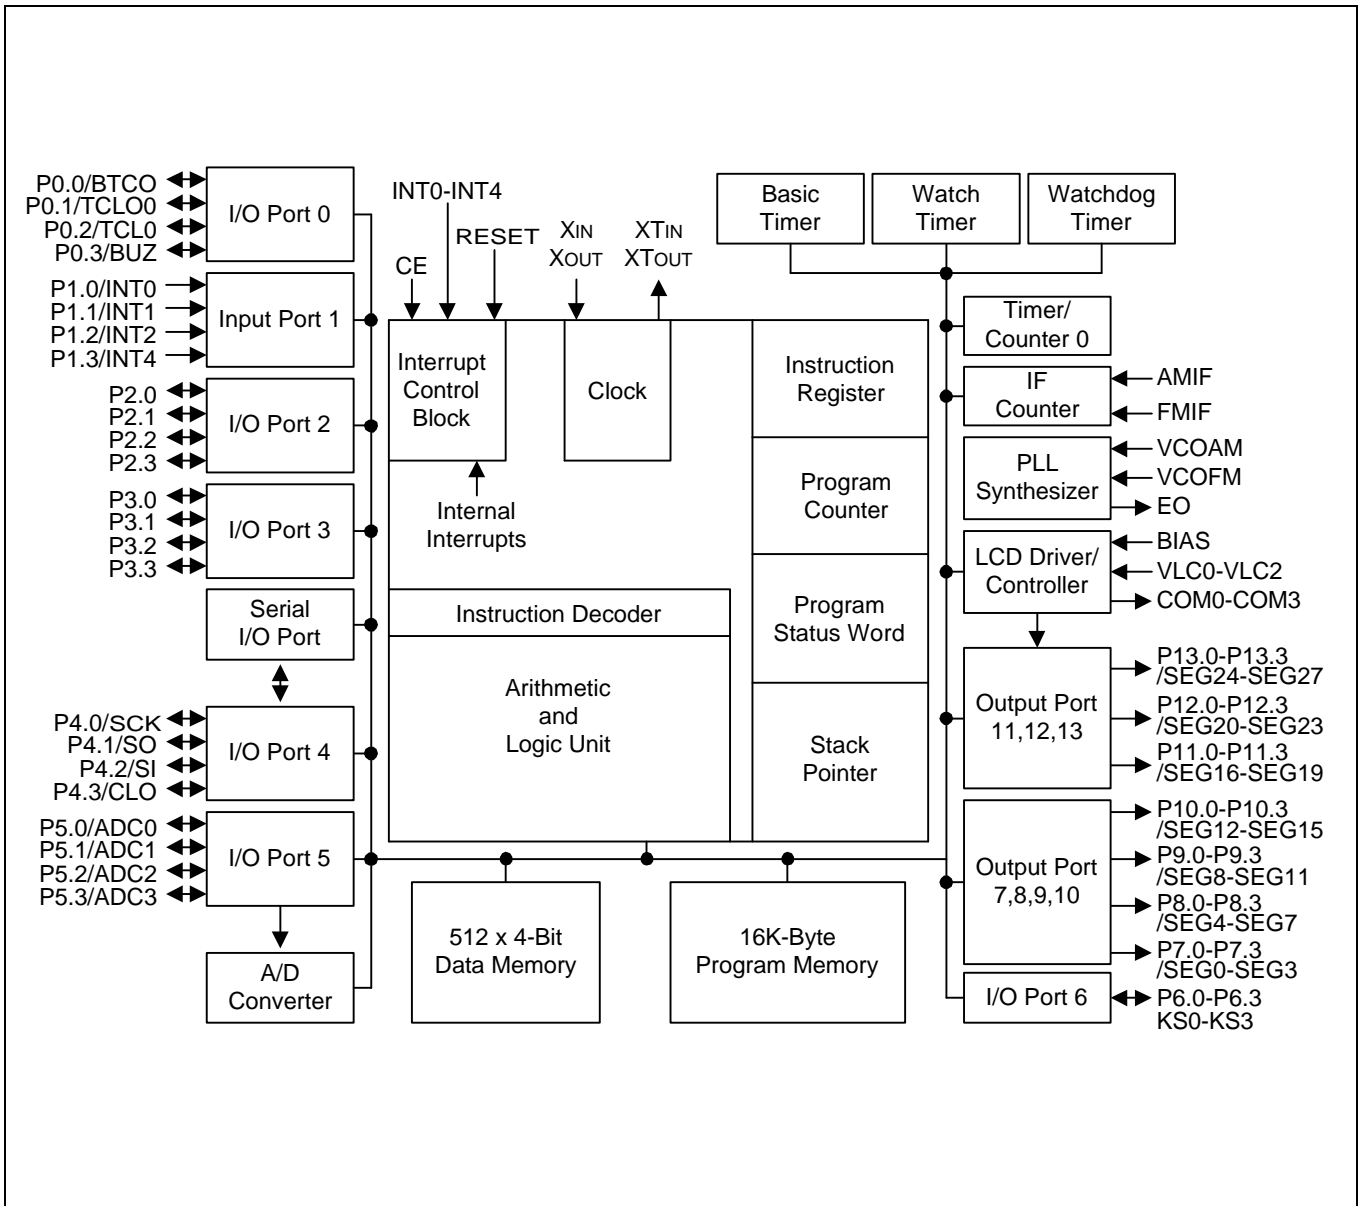 P0.0/BTCO
P0.1/TCLO0
P0.2/TCL0
P0.3/BUZ
I/O Port 0
P1.0/INT0
P1.1/INT1
P1.2/INT2
P1.3/INT4
Input Port 1
P2.0
P2.1
P2.2
P2.3
I/O Port 2
P3.0
P3.1
P3.2
P3.3
I/O Port 3
Serial
I/O Port
P4.0/SCK
P4.1/SO
P4.2/SI
P4.3/CLO
I/O Port 4
P5.0/ADC0
P5.1/ADC1
P5.2/ADC2
P5.3/ADC3
I/O Port 5
A/D
Converter
INT0-INT4
CE
RESET
XIN
XOUT
XTIN
XTOUT
Interrupt
Control
Block
Clock
Internal
Interrupts
Instruction
Register
Program
Counter
Program
Status Word
Stack
Pointer
Instruction Decoder
Arithmetic
and
Logic Unit
512 x 4-Bit
Data Memory
16K-Byte
Program Memory
Basic
Timer
Watch
Timer
Watchdog
Timer
Timer/
Counter 0
IF
Counter
AMIF
FMIF
PLL
Synthesizer
VCOAM
VCOFM
EO
LCD Driver/
Controller
BIAS
VLC0-VLC2
COM0-COM3
Output Port
11,12,13
P13.0-P13.3
/SEG24-SEG27
P12.0-P12.3
/SEG20-SEG23
P11.0-P11.3
/SEG16-SEG19
Output Port
7,8,9,10
P10.0-P10.3
/SEG12-SEG15
P9.0-P9.3
/SEG8-SEG11
P8.0-P8.3
/SEG4-SEG7
P7.0-P7.3
/SEG0-SEG3
I/O Port 6
P6.0-P6.3
KS0-KS3